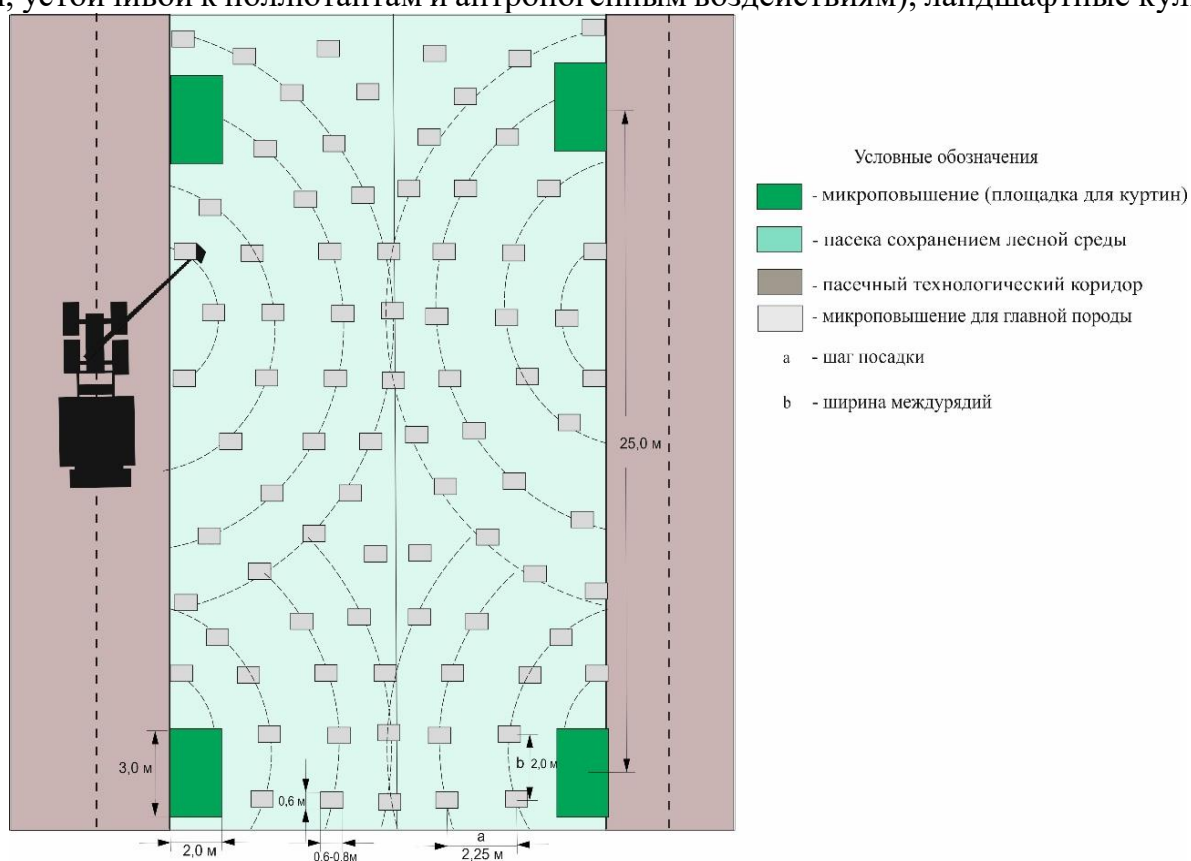 устойчивой к поллютантам и антропогенным воздействиям), ландшафтные
Условные обозначения
- микроповышение (площадка для куртин)
- пасека сохранением лесной среды
- пасечный технологический коридор
- микроповышение для главной породы
а - шаг посадки
b - ширина междурядий
25,0 м
3,0 м
b 2,0м
0,6 м
a
2,0 м
0.6-0.8м
2,25 м